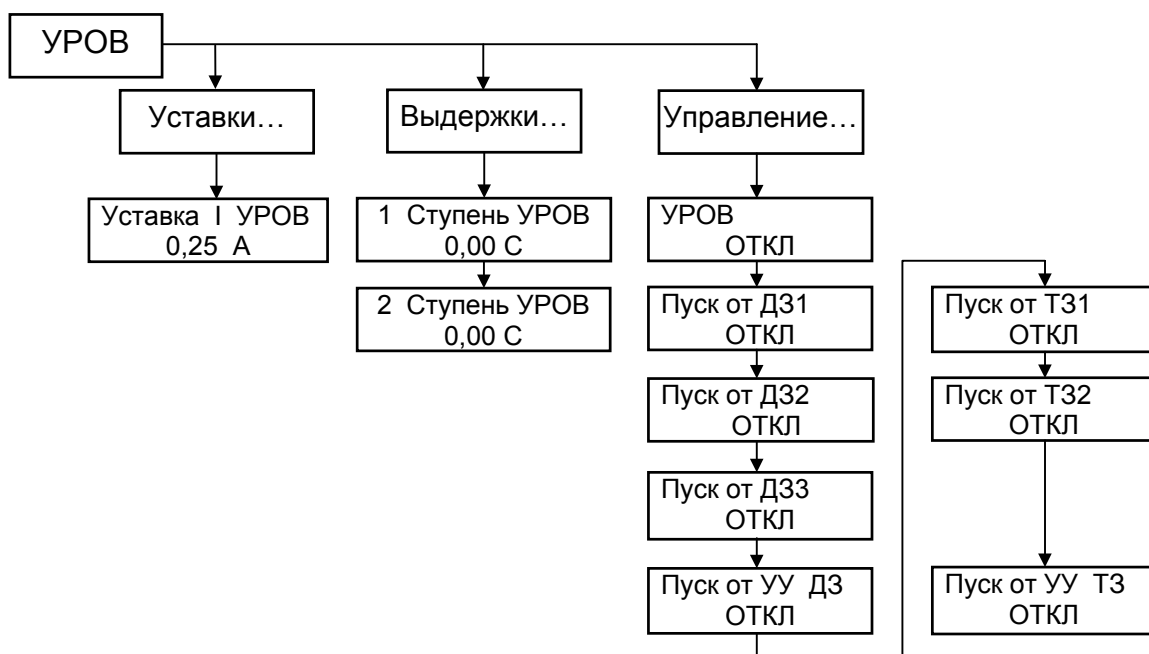 УРОВ
Уставки…
Выдержки…
Управление…
Уставка I УРОВ
0,25 А
1 Ступень УРОВ
0,00 С
2 Ступень УРОВ
0,00 С
УРОВ
ОТКЛ
Пуск от ДЗ1
ОТКЛ
Пуск от ДЗ2
ОТКЛ
Пуск от ДЗ3
ОТКЛ
Пуск от УУ ДЗ
ОТКЛ
Пуск от ТЗ1
ОТКЛ
Пуск от ТЗ2
ОТКЛ
Пуск от УУ ТЗ
ОТКЛ